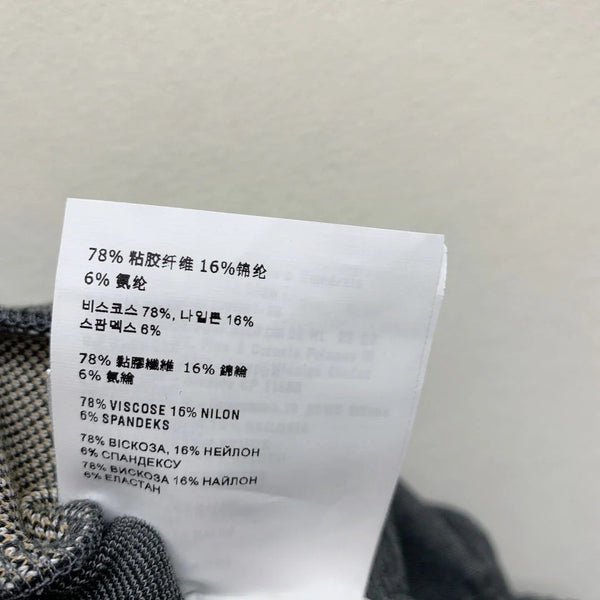 78% 粘胶纤维 16%锦纶
6% 氨纶
비스코스 78%, 나일론 16%
스판덱스 6%
78% 黏膠纖維 16% 錦綸
6% 氨綸
78% VISCOSE 16% NILON
6% SPANDEKS
78% ВІСКОЗА, 16% НЕЙЛОН
6% СПАНДЕКСУ
78% ВИСКОЗА 16% НАЙЛОН
6% ЕЛАСТАН